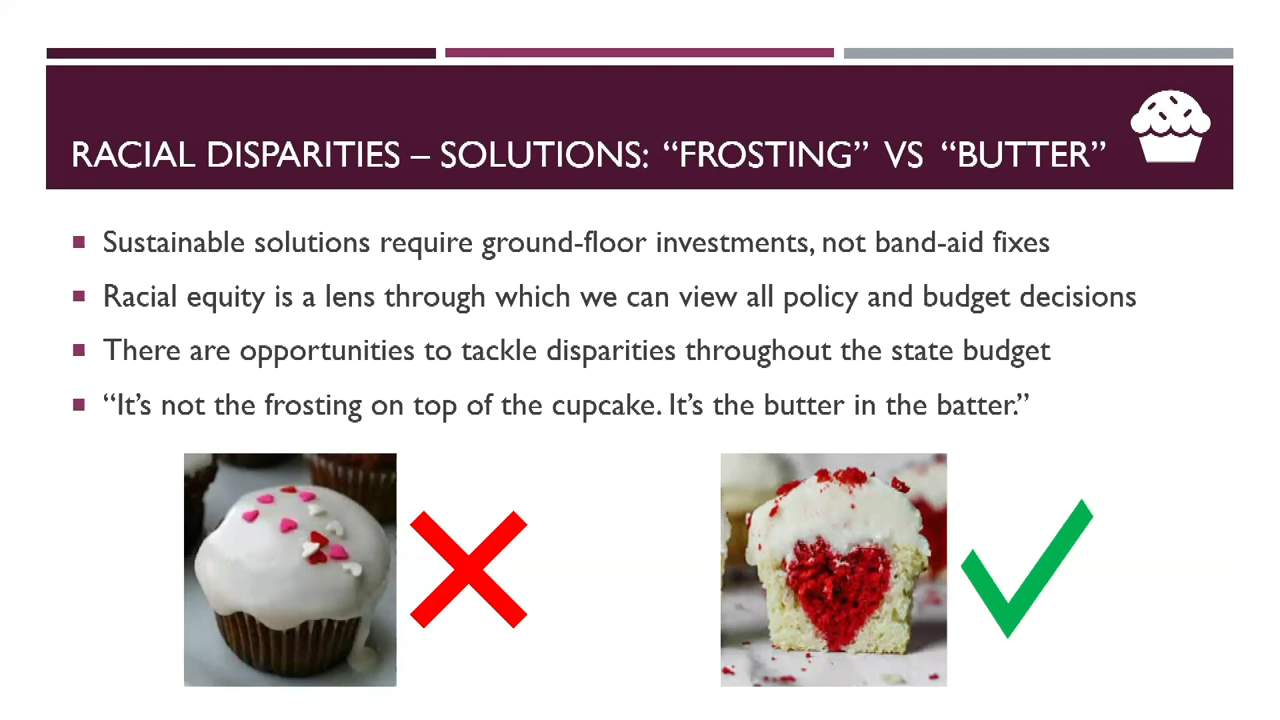 RACIAL DISPARITIES – SOLUTIONS: “FROSTING” VS “BUTTER”
Sustainable solutions require ground-floor investments, not band-aid fixes
Racial equity is a lens through which we can view all policy and budget decisions
There are opportunities to tackle disparities throughout the state budget
“It’s not the frosting on top of the cupcake. It’s the butter in the batter.”